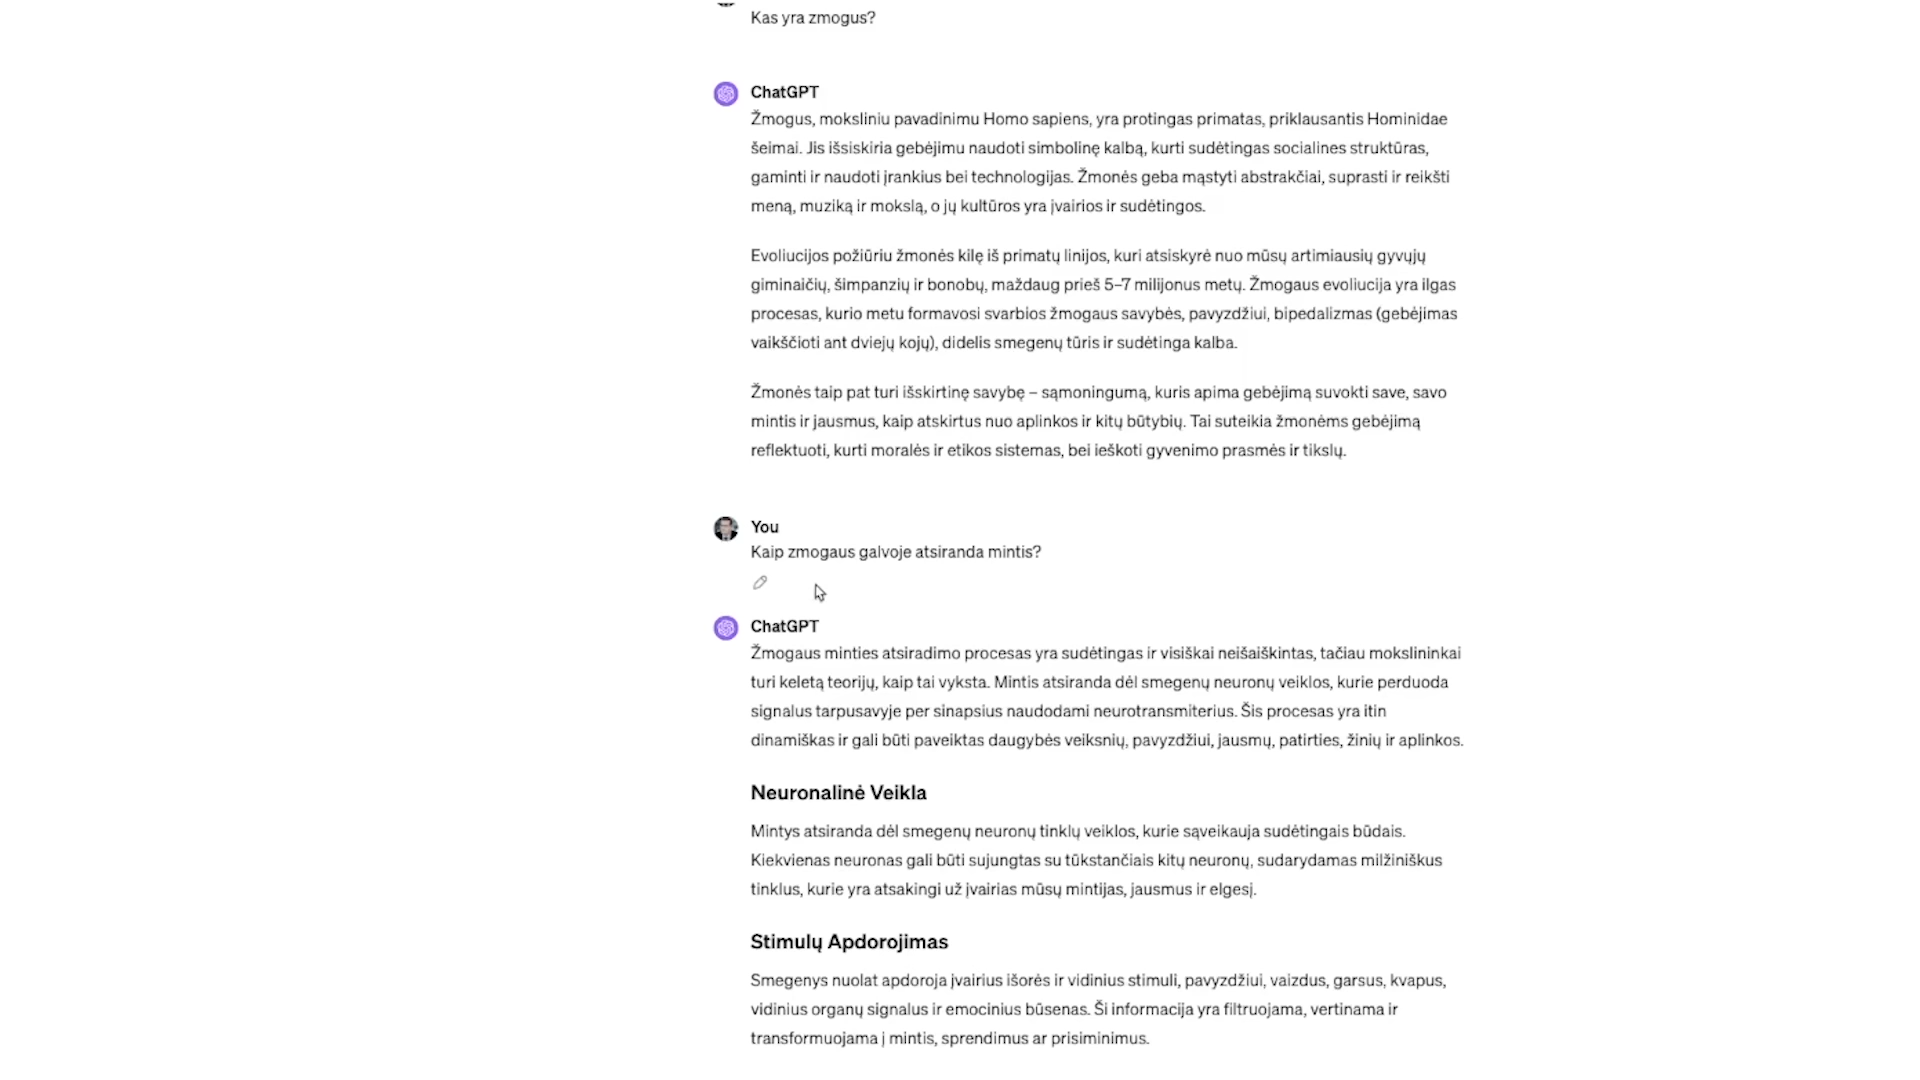 Kas yra zmogus?
ChatGPT
Žmogus, moksliniu pavadinimu Homo sapiens, yra protingas primatas, priklausantis Hominidae
šeimai. Jis išsiskiria gebėjimu naudoti simbolinę kalbą, kurti sudėtingas socialines struktūras,
gaminti ir naudoti įrankius bei technologijas. Žmonės geba mąstyti abstrakčiai, suprasti ir reikšti
meną, muziką ir mokslą, o jų kultūros yra įvairios ir sudėtingos.
Evoliucijos požiūriu žmonės kilę iš primatų linijos, kuri atsiskyrė nuo mūsų artimiausių gyvųjų
giminaičių, šimpanzių ir bonobų, maždaug prieš 5–7 milijonus metų. Žmogaus evoliucija yra ilgas
procesas, kurio metu formavosi svarbios žmogaus savybės, pavyzdžiui, bipedalizmas (gebėjimas
vaikščioti ant dviejų kojų), didelis smegenų tūris ir sudėtinga kalba.
Žmonės taip pat turi išskirtinę savybę – sąmoningumą, kuris apima gebėjimą suvokti save, savo
mintis ir jausmus, kaip atskirtus nuo aplinkos ir kitų būtybių. Tai suteikia žmonėms gebėjimą
reflektuoti, kurti moralės ir etikos sistemas, bei ieškoti gyvenimo prasmės ir tikslų.
You
Kaip zmogaus galvoje atsiranda mintis?
ChatGPT
Žmogaus minties atsiradimo procesas yra sudėtingas ir visiškai neišaiškintas, tačiau mokslininkai
turi keletą teorijų, kaip tai vyksta. Mintis atsiranda dėl smegenų neuronų veiklos, kurie perduoda
signalus tarpusavyje per sinapsius naudodami neurotransmiterius. Šis procesas yra itin
dinamiškas ir gali būti paveiktas daugybės veiksnių, pavyzdžiui, jausmų, patirties, žinių ir aplinkos.
Neuronalinė Veikla
Mintys atsiranda dėl smegenų neuronų tinklų veiklos, kurie sąveikauja sudėtingais būdais.
Kiekvienas neuronas gali būti sujungtas su tūkstančiais kitų neuronų, sudarydamas milžiniškus
tinklus, kurie yra atsakingi už įvairias mūsų mintijas, jausmus ir elgesį.
Stimulų Apdorojimas
Smegenys nuolat apdoroja įvairius išorės ir vidinius stimuli, pavyzdžiui, vaizdus, garsus, kvapus,
vidinius organų signalus ir emocinius būsenas. Ši informacija yra filtruojama, vertinama ir
transformuojama į mintis, sprendimus ar prisiminimus.